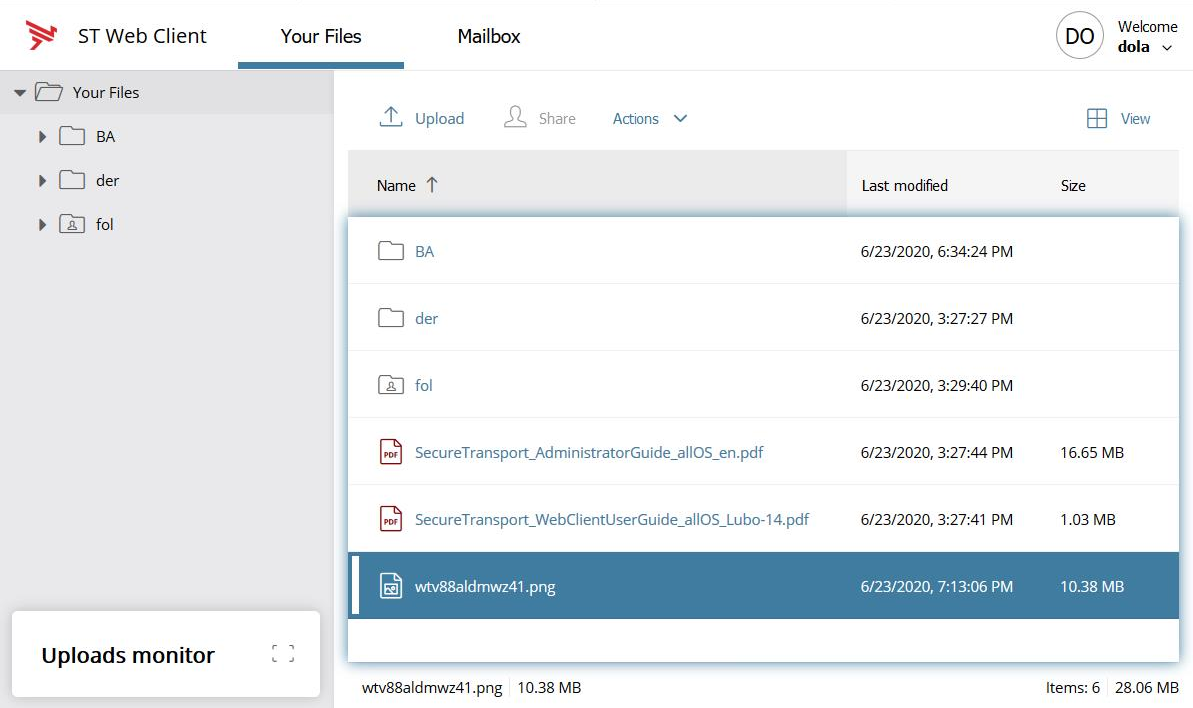 ST Web Client Your Files Mailbox DO Welcome dola
Your Files
BA
der
fol
Upload Share Actions View
Name Last modified Size
BA 6/23/2020, 6:34:24 PM
der 6/23/2020, 3:27:27 PM
fol 6/23/2020, 3:29:40 PM
PDF SecureTransport_AdministratorGuide_allOS_en.pdf 6/23/2020, 3:27:44 PM 16.65 MB
PDF SecureTransport_WebClientUserGuide_allOS_Lubo-14.pdf 6/23/2020, 3:27:41 PM 1.03 MB
wtv88aldmwz41.png 6/23/2020, 7:13:06 PM 10.38 MB
Uploads monitor
wtv88aldmwz41.png 10.38 MB Items: 6 28.06 MB